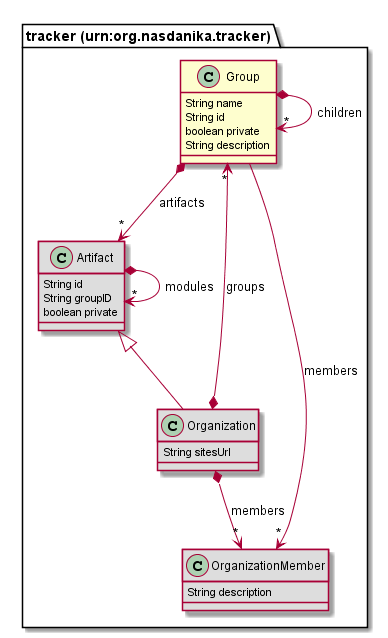 tracker (urn:org.nasdanika.tracker)
C Group
String name
String id
boolean private
String description
children
*
artifacts
*
C Artifact
String id
String groupID
boolean private
modules
*
groups
*
members
C Organization
String sitesUrl
members
*
*
C OrganizationMember
String description